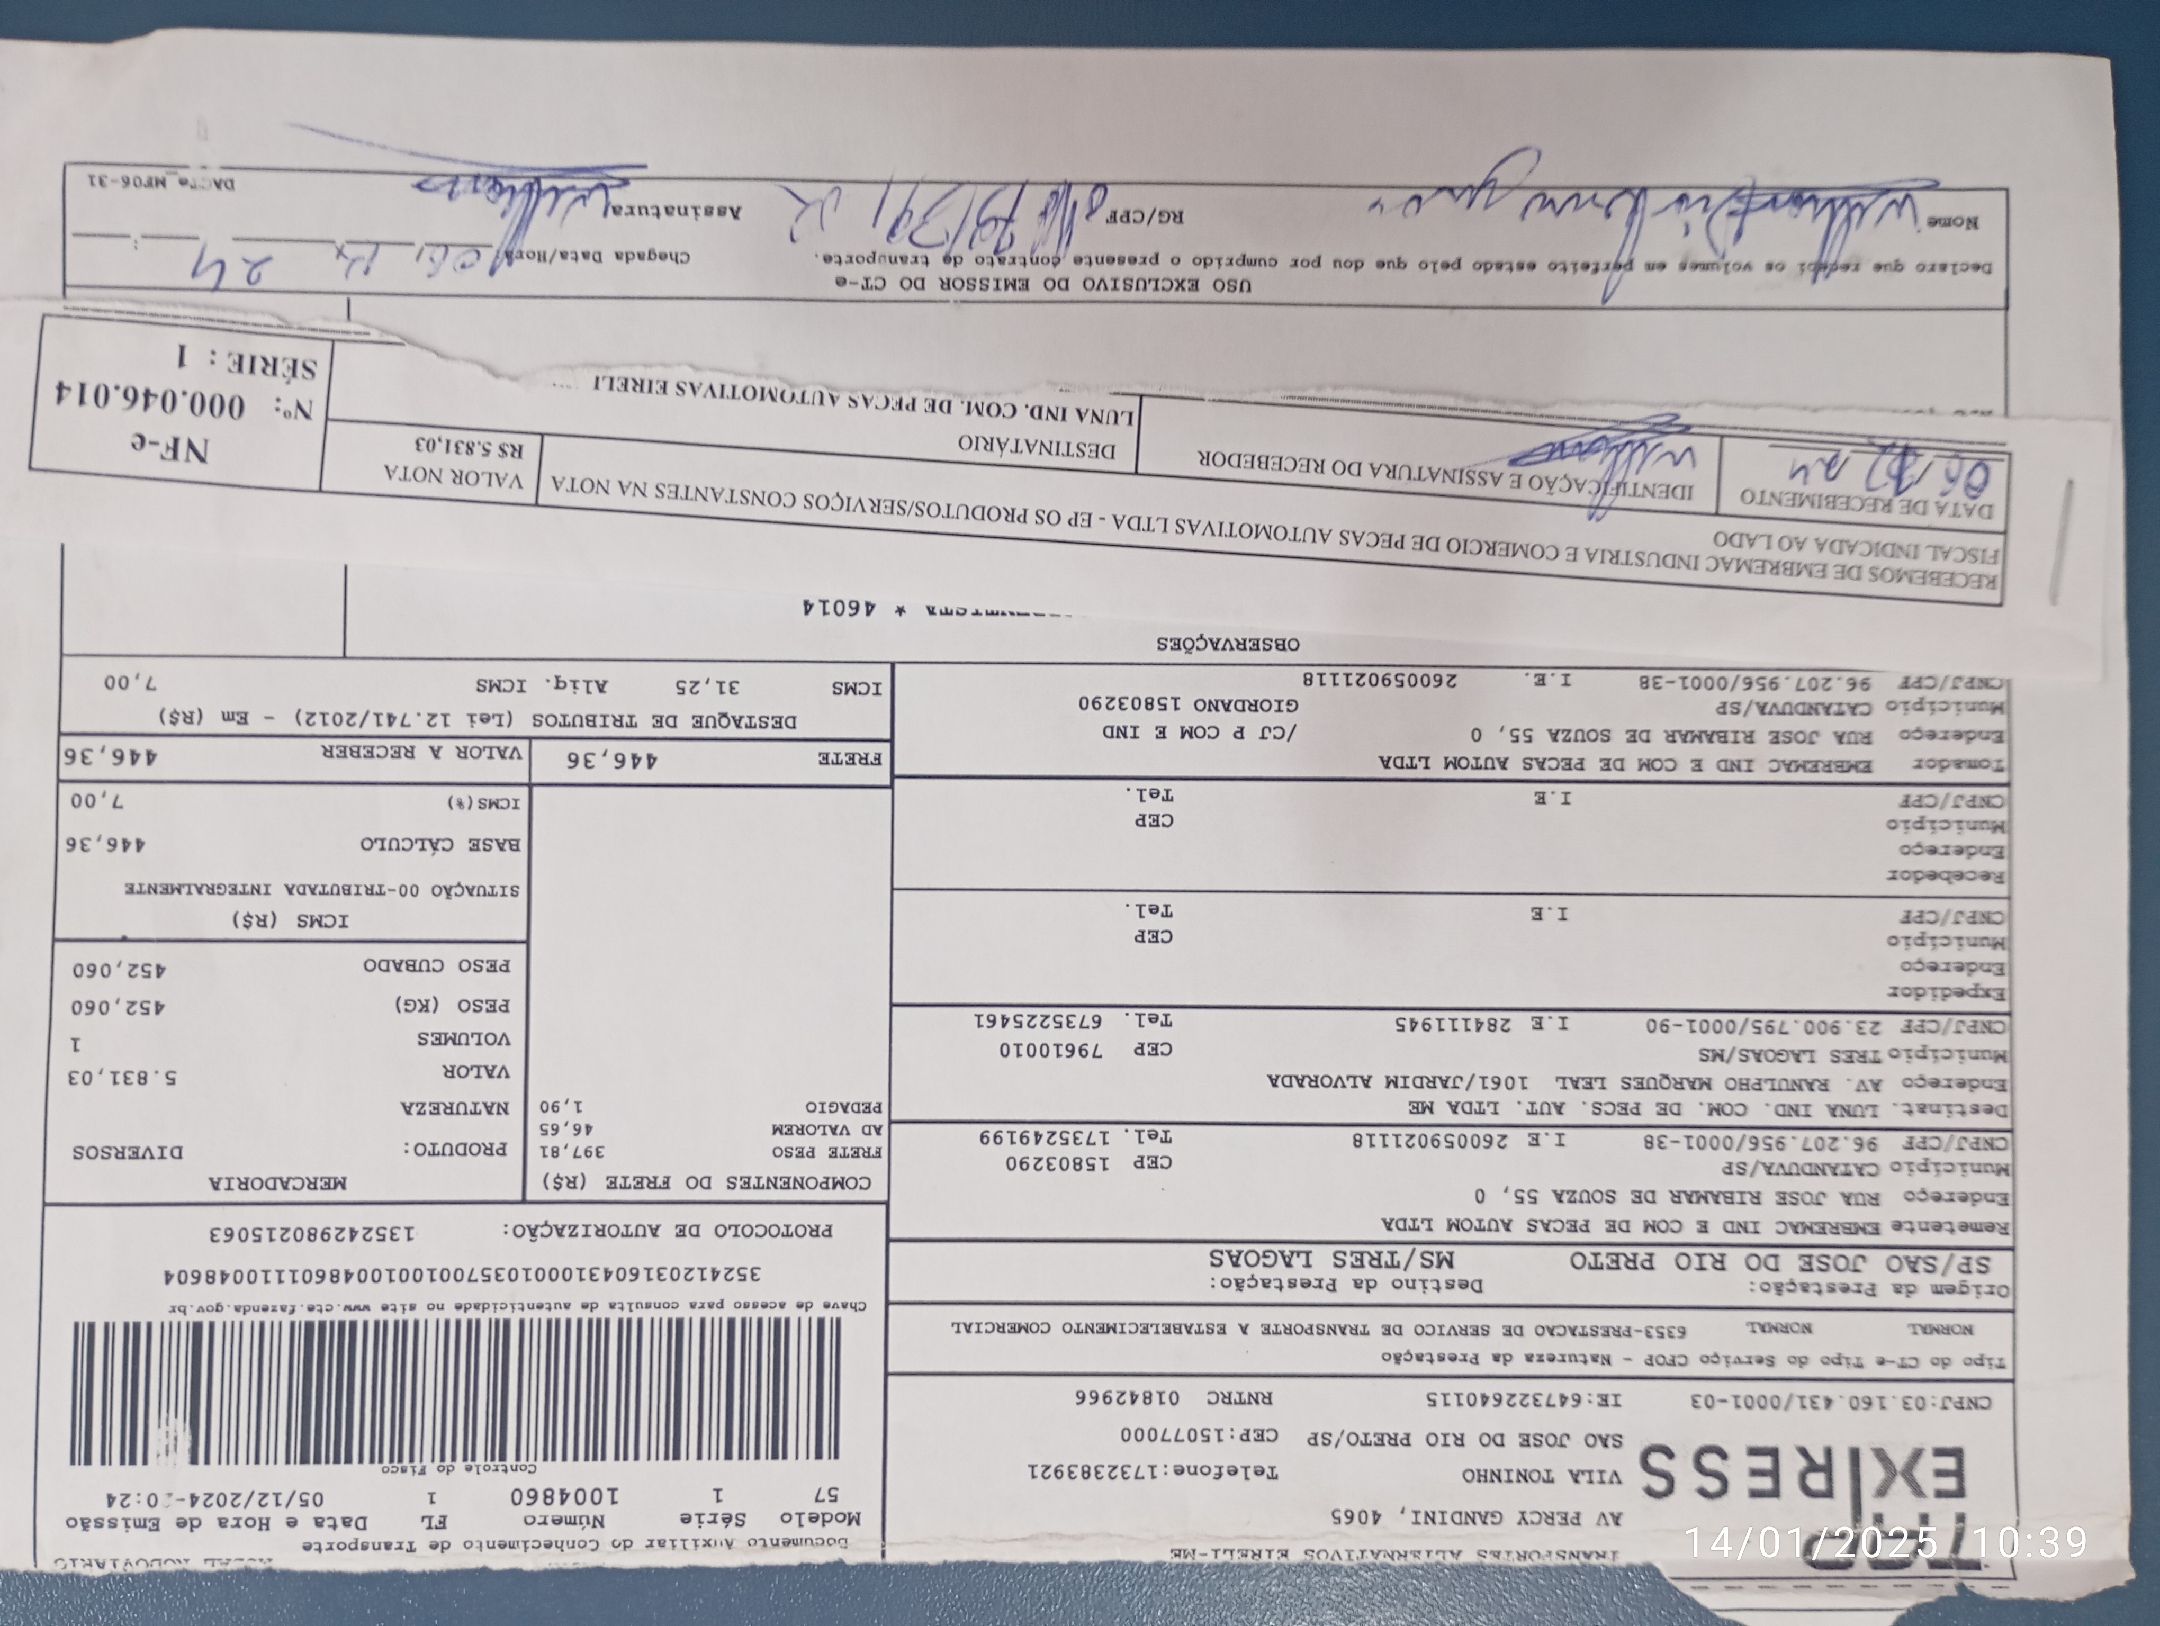 Documento Auxiliar do Conhecimento de Transporte
TRANSPORTES ALTERNATIVOS EIRELI-ME
TRP
EXPRESS
AV PERCY GANDINI, 4065
VILA TONINHO Telefone:1732383921
SAO JOSE DO RIO PRETO/SP CEP:15077000
CNPJ:03.160.431/0001-03 IE:647322640115 RNTRC 01842966
Modelo Série Número FL Data e Hora de Emissão
57 1 1004860 1 05/12/2024-
Controle do Fisco
Chave de acesso para consulta de autenticidade no site www.cte.fazenda.gov.br
35241203160431000103570010010048601110048604
PROTOCOLO DE AUTORIZAÇÃO: 135242980215063
Tipo do CT-e Tipo do Serviço CFOP - Natureza da Prestação
NORMAL NORMAL 6353-PRESTACAO DE SERVICO DE TRANSPORTE A ESTABELECIMENTO COMERCIAL
Origem da Prestação: Destino da Prestação:
SP/SAO JOSE DO RIO PRETO MS/TRES LAGOAS
Remetente EMBREMAC IND E COM DE PECAS AUTOM LTDA
Endereço RUA JOSE RIBAMAR DE SOUZA 55, 0
Município CATANDUVA/SP CEP 15803290
CNPJ/CPF 96.207.956/0001-38 I.E 260059021118 Tel. 1735249199
Destinat. LUNA IND. COM. DE PECS. AUT. LTDA ME
Endereço AV. RANULPHO MARQUES LEAL 1061/JARDIM ALVORADA
Município TRES LAGOAS/MS CEP 79610010
CNPJ/CPF 23.900.795/0001-90 I.E 28411945 Tel. 6735225461
Expedidor
Endereço
Município CEP
CNPJ/CPF I.E Tel.
Recebedor
Endereço
Município CEP
CNPJ/CPF I.E Tel.
Tomador EMBREMAC IND E COM DE PECAS AUTOM LTDA
Endereço RUA JOSE RIBAMAR DE SOUZA 55, 0 /CJ P COM E IND
Município CATANDUVA/SP GIORDANO 15803290
CNPJ/CPF 96.207.956/0001-38 I.E. 260059021118
COMPONENTES DO FRETE (R$)
FRETE PESO 397,81
AD VALOREM 46,65
PEDAGIO 1,90
MERCADORIA
PRODUTO: DIVERSOS
NATUREZA
VALOR 5.831,03
VOLUMES 1
PESO (KG) 452,060
PESO CUBADO 452,060
ICMS (R$)
SITUAÇÃO 00-TRIBUTADA INTEGRALMENTE
BASE CÁLCULO 446,36
ICMS(%) 7,00
FRETE 446,36 VALOR A RECEBER 446,36
DESTAQUE DE TRIBUTOS (Lei 12.741/2012) - Em (R$)
ICMS 31,25 Aliq. ICMS 7,00
OBSERVAÇÕES
* 46014
RECEBEMOS DE EMBREMAC INDUSTRIA E COMERCIO DE PECAS AUTOMOTIVAS LTDA - EP OS PRODUTOS/SERVIÇOS CONSTANTES NA NOTA
FISCAL INDICADA AO LADO
DATA DE RECEBIMENTO IDENTIFICAÇÃO E ASSINATURA DO RECEBEDOR
06/12/24
DESTINATÁRIO
LUNA IND. COM. DE PECAS AUTOMOTIVAS EIRELI
VALOR NOTA
R$ 5.831,03
NF-e
Nº: 000.046.014
SÉRIE : 1
USO EXCLUSIVO DO EMISSOR DO CT-e
Declaro que recebi os volumes em perfeito estado pelo que dou por cumprido o presente contrato de transporte.
Chegada Data/Hora 06 12 24
Nome RG/CPF Assinatura
DACTe_MF06-31
14/01/2025 10:39